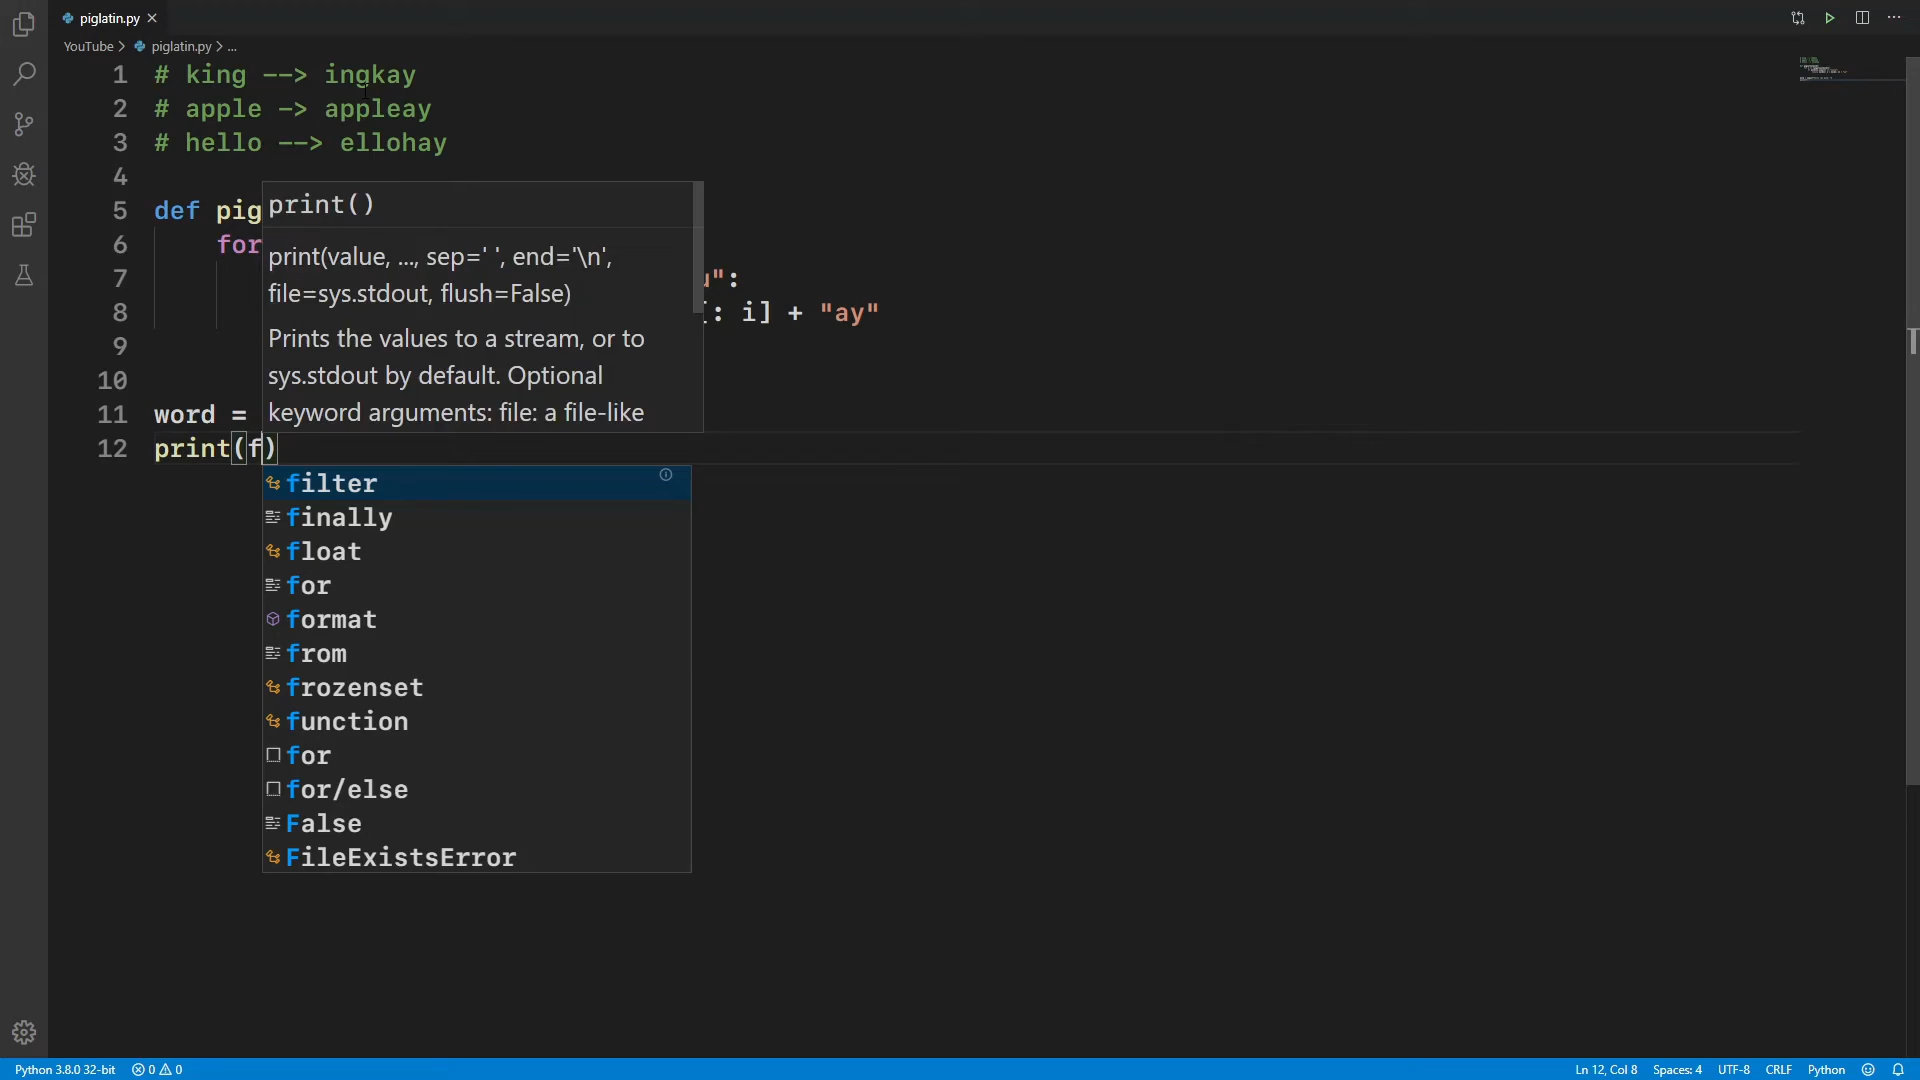 piglatin.py
YouTube > piglatin.py > ...
1 # king --> ingkay
2 # apple -> appleay
3 # hello --> ellohay
4
5 def pig
6 for
7 u":
8 [: i] + "ay"
9
10
11 word =
12 print(f)
print()
print(value, ..., sep=' ', end='\n',
file=sys.stdout, flush=False)
Prints the values to a stream, or to
sys.stdout by default. Optional
keyword arguments: file: a file-like
filter
finally
float
for
format
from
frozenset
function
for
for/else
False
FileExistsError
Python 3.8.0 32-bit 0 0 Ln 12, Col 8 Spaces: 4 UTF-8 CRLF Python